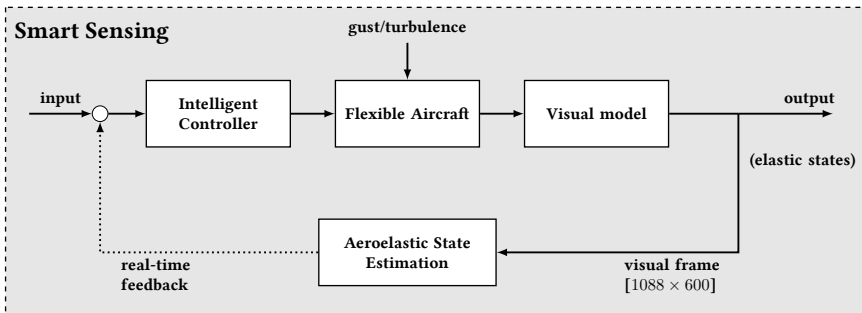 Smart Sensing
gust/turbulence
input
Intelligent
Controller
Flexible Aircraft
Visual model
output
(elastic states)
Aeroelastic State
Estimation
real-time
feedback
visual frame
[1088 × 600]